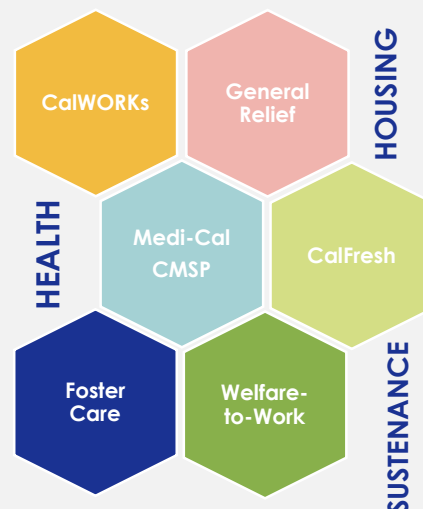 CalWORKs
General
Relief
HOUSING
HEALTH
Medi-Cal
CMSP
CalFresh
Foster
Care
Welfare-
to-Work
SUSTENANCE